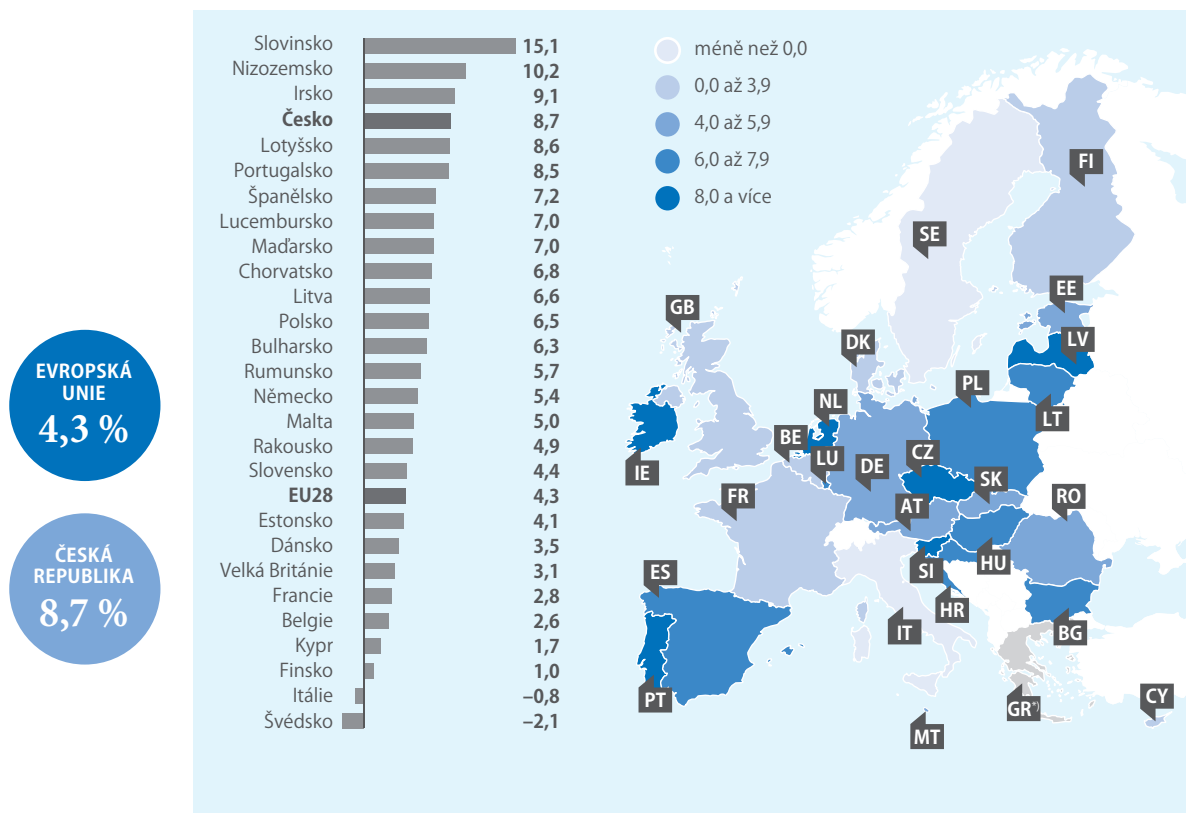 EVROPSKÁ
UNIE
4,3 %
ČESKÁ
REPUBLIKA
8,7 %
Slovinsko 15,1
Nizozemsko 10,2
Irsko 9,1
Česko 8,7
Lotyšsko 8,6
Portugalsko 8,5
Španělsko 7,2
Lucembursko 7,0
Maďarsko 7,0
Chorvatsko 6,8
Litva 6,6
Polsko 6,5
Bulharsko 6,3
Rumunsko 5,7
Německo 5,4
Malta 5,0
Rakousko 4,9
Slovensko 4,4
EU28 4,3
Estonsko 4,1
Dánsko 3,5
Velká Británie 3,1
Francie 2,8
Belgie 2,6
Kypr 1,7
Finsko 1,0
Itálie –0,8
Švédsko –2,1
méně než 0,0
0,0 až 3,9
4,0 až 5,9
6,0 až 7,9
8,0 a více
FI
SE
EE
GB
LV
DK
PL
NL
LT
BE
CZ
IE
LU
DE
SK
FR
RO
AT
ES
SI
HU
HR
IT
BG
PT
GR*)
CY
MT